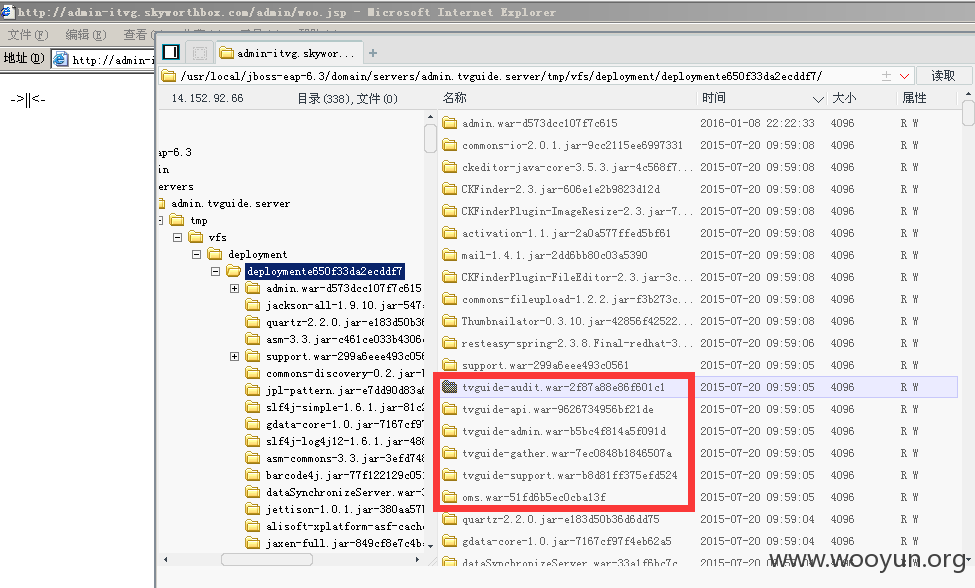 http://admin-itvg.skyworthbox.com/admin/woo.jsp - Microsoft Internet Explorer
文件(F) 编辑(E) 查看
地址(D) http://admin-i
->||<-
admin-itvg.skywor...
/usr/local/jboss-eap-6.3/domain/servers/admin.tvguide.server/tmp/vfs/deployment/deploymente650f33da2ecddf7/ 读取
14.152.92.66 目录(338),文件(0) 名称 时间 大小 属性
ap-6.3
in
ervers
admin.tvguide.server
tmp
vfs
deployment
deploymente650f33da2ecddf7
admin.war-d573dcc107f7c615
jackson-all-1.9.10.jar-547
quartz-2.2.0.jar-e183d50b36
asm-3.3.jar-c461ce033b4306
support.war-299a6eee493c056
commons-discovery-0.2.jar-
jpl-pattern.jar-e7dd90d83a
slf4j-simple-1.6.1.jar-81c
gdata-core-1.0.jar-7167cf97
slf4j-log4j12-1.6.1.jar-488
asm-commons-3.3.jar-3efd748
barcode4j.jar-77f122129c05
dataSynchronizeServer.war-3
jettison-1.0.1.jar-380aa57
alisoft-xplatform-asf-cache
jaxen-full.jar-849cf8e7c4b
admin.war-d573dcc107f7c615 2016-01-08 22:22:33 4096 R W
commons-io-2.0.1.jar-9cc2115ee6997331 2015-07-20 09:59:08 4096 R W
ckeditor-java-core-3.5.3.jar-4c568f7... 2015-07-20 09:59:08 4096 R W
CKFinder-2.3.jar-606e1e2b9823d12d 2015-07-20 09:59:08 4096 R W
CKFinderPlugin-ImageResize-2.3.jar-7... 2015-07-20 09:59:08 4096 R W
activation-1.1.jar-2a0a577ffed5bf61 2015-07-20 09:59:08 4096 R W
mail-1.4.1.jar-2dd6bb80c03a5390 2015-07-20 09:59:08 4096 R W
CKFinderPlugin-FileEditor-2.3.jar-3c... 2015-07-20 09:59:08 4096 R W
commons-fileupload-1.2.2.jar-f3b273c... 2015-07-20 09:59:08 4096 R W
Thumbnailator-0.3.10.jar-42856f42522... 2015-07-20 09:59:08 4096 R W
resteasy-spring-2.3.8.Final-redhat-3... 2015-07-20 09:59:08 4096 R W
support.war-299a6eee493c0561 2015-07-20 09:59:08 4096 R W
tvguide-audit.war-2f87a88e86f601c1 2015-07-20 09:59:05 4096 R W
tvguide-api.war-9626734956bf21de 2015-07-20 09:59:05 4096 R W
tvguide-admin.war-b5bc4f814a5f091d 2015-07-20 09:59:05 4096 R W
tvguide-gather.war-7ec0848b1846507a 2015-07-20 09:59:05 4096 R W
tvguide-support.war-b8d81ff375efd524 2015-07-20 09:59:05 4096 R W
oms.war-51fd6b5ec0cba13f 2015-07-20 09:59:05 4096 R W
quartz-2.2.0.jar-e183d50b36d6dd75 2015-07-20 09:59:04 4096 R W
gdata-core-1.0.jar-7167cf97f4eb62a5 2015-07-20 09:59:04 4096 R W
dataSynchronizeServer.war-33a1f6bc7c... 2015-07-20 09:59:04 4096 R W
www.wooyun.org